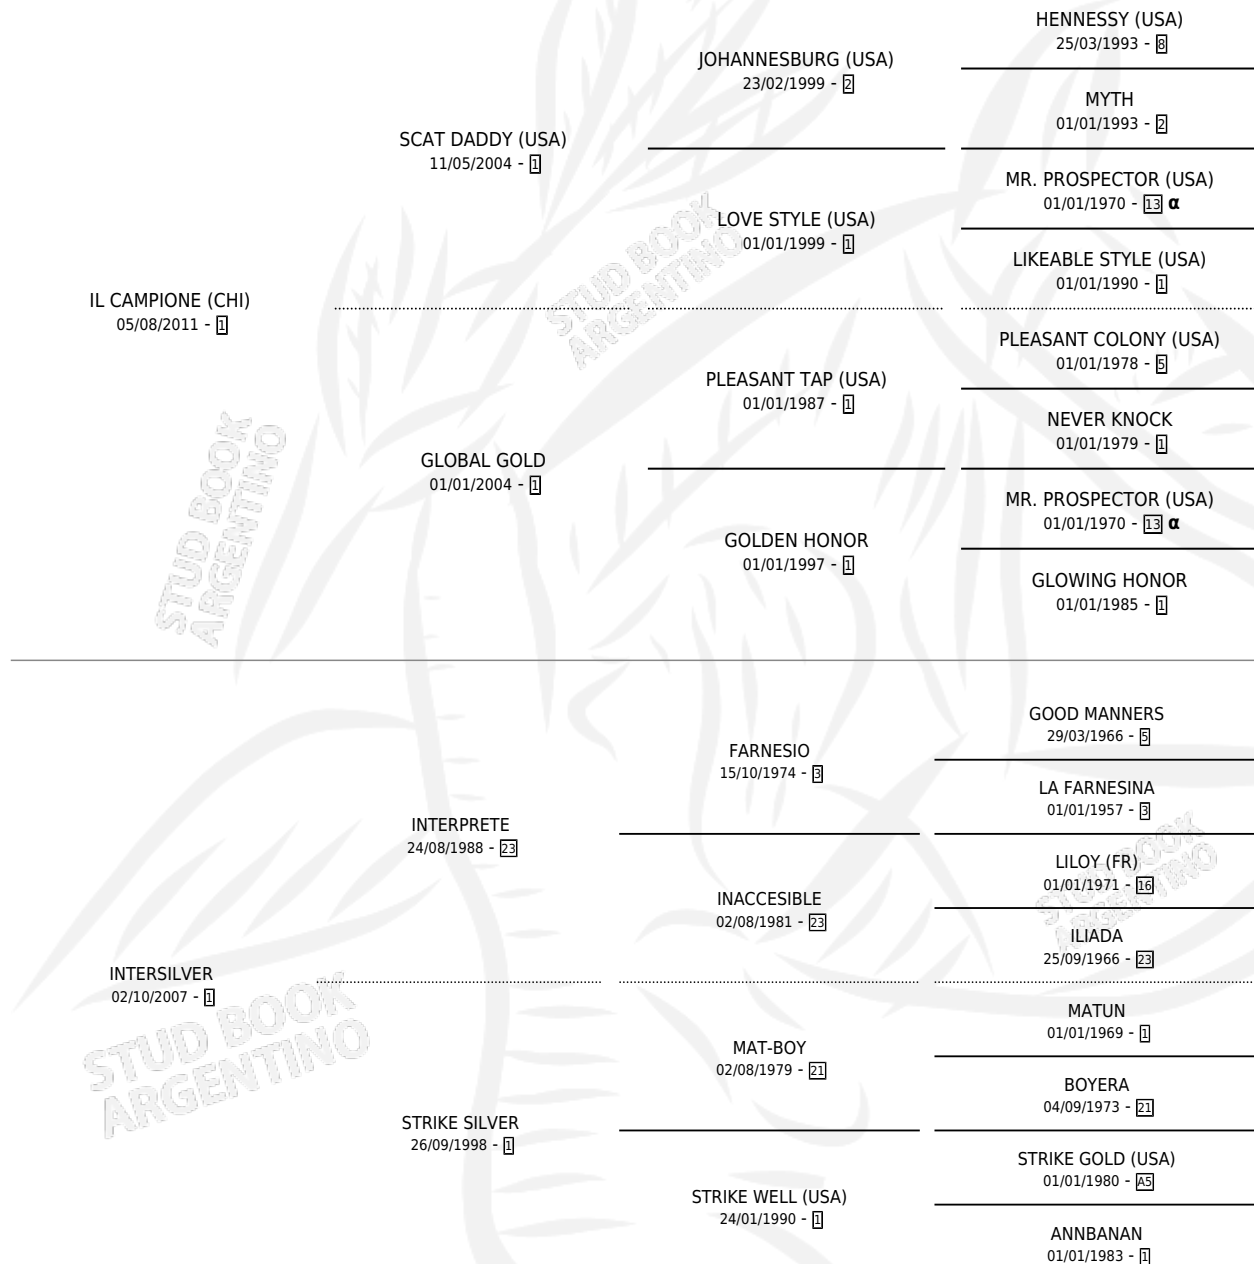 HENNESSY (USA)
25/03/1993 - 8
JOHANNESBURG (USA)
23/02/1999 - 2
MYTH
01/01/1993 - 2
SCAT DADDY (USA)
11/05/2004 - 1
MR. PROSPECTOR (USA)
01/01/1970 - 13 α
LOVE STYLE (USA)
01/01/1999 - 1
LIKEABLE STYLE (USA)
01/01/1990 - 1
STUD BOOK
ARGENTINO
IL CAMPIONE (CHI)
05/08/2011 - 1
PLEASANT COLONY (USA)
01/01/1978 - 5
PLEASANT TAP (USA)
01/01/1987 - 1
NEVER KNOCK
01/01/1979 - 1
GLOBAL GOLD
01/01/2004 - 1
MR. PROSPECTOR (USA)
01/01/1970 - 13 α
GOLDEN HONOR
01/01/1997 - 1
GLOWING HONOR
01/01/1985 - 1
STUD BOOK
ARGENTINO
GOOD MANNERS
29/03/1966 - 5
FARNESIO
15/10/1974 - 3
LA FARNESINA
01/01/1957 - 3
INTERPRETE
24/08/1988 - 23
LILOY (FR)
01/01/1971 - 16
INACCESIBLE
02/08/1981 - 23
ILIADA
25/09/1966 - 23
STUD BOOK
ARGENTINO
INTERSILVER
02/10/2007 - 1
STUD BOOK
ARGENTINO
MATUN
01/01/1969 - 1
MAT-BOY
02/08/1979 - 21
BOYERA
04/09/1973 - 21
STRIKE SILVER
26/09/1998 - 1
STRIKE GOLD (USA)
01/01/1980 - A5
STRIKE WELL (USA)
24/01/1990 - 1
ANNBANAN
01/01/1983 - 1